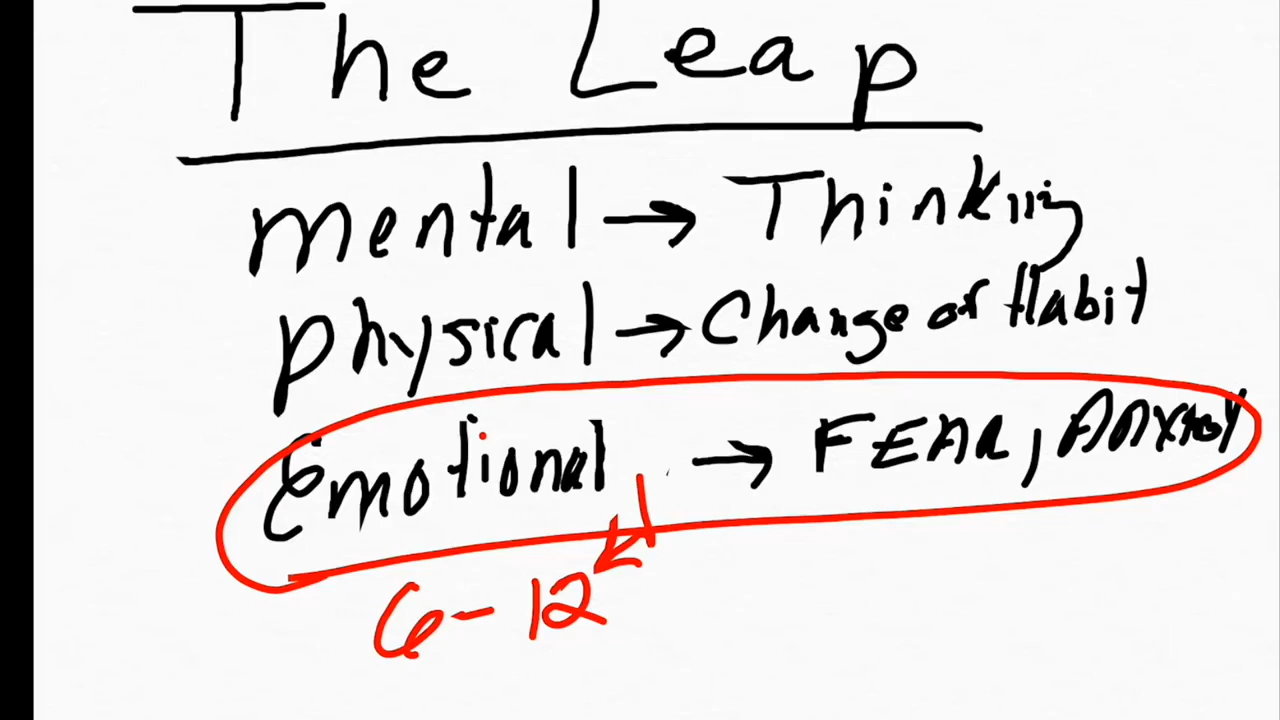 The Leap
mental → Thinking
physical → Change of Habit
Emotional → FEAR, Anxiety
6-12